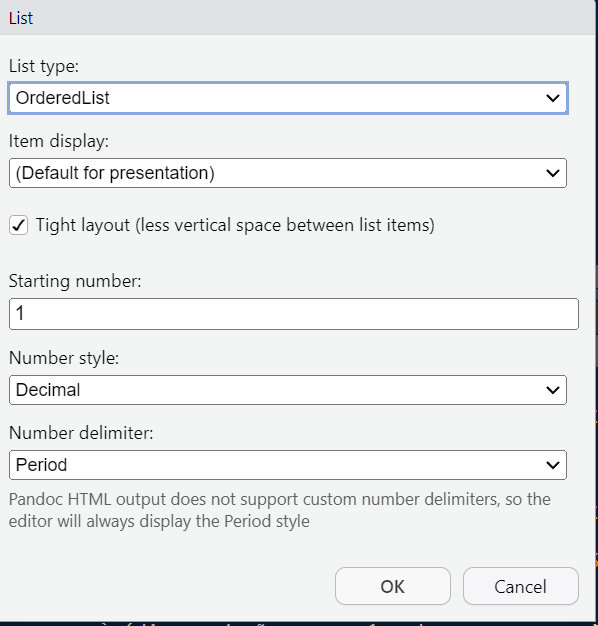 List
List type:
OrderedList
Item display:
(Default for presentation)
Tight layout (less vertical space between list items)
Starting number:
1
Number style:
Decimal
Number delimiter:
Period
Pandoc HTML output does not support custom number delimiters, so the
editor will always display the Period style
OK
Cancel